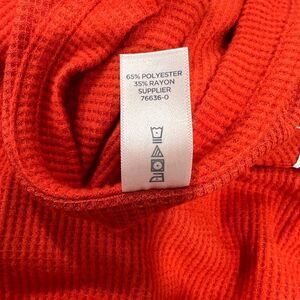 65% POLYESTER
35% RAYON
SUPPLIER
76636-0